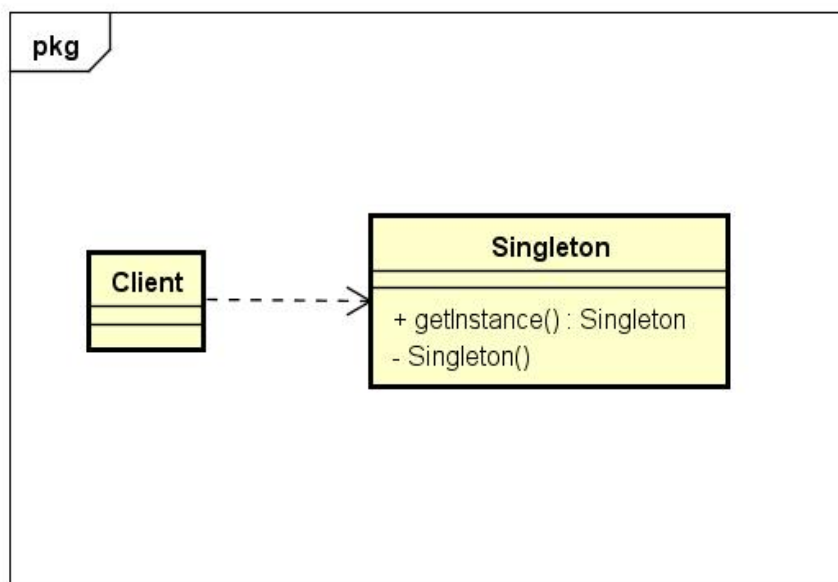 pkg
Client
Singleton
+ getInstance() : Singleton
- Singleton()